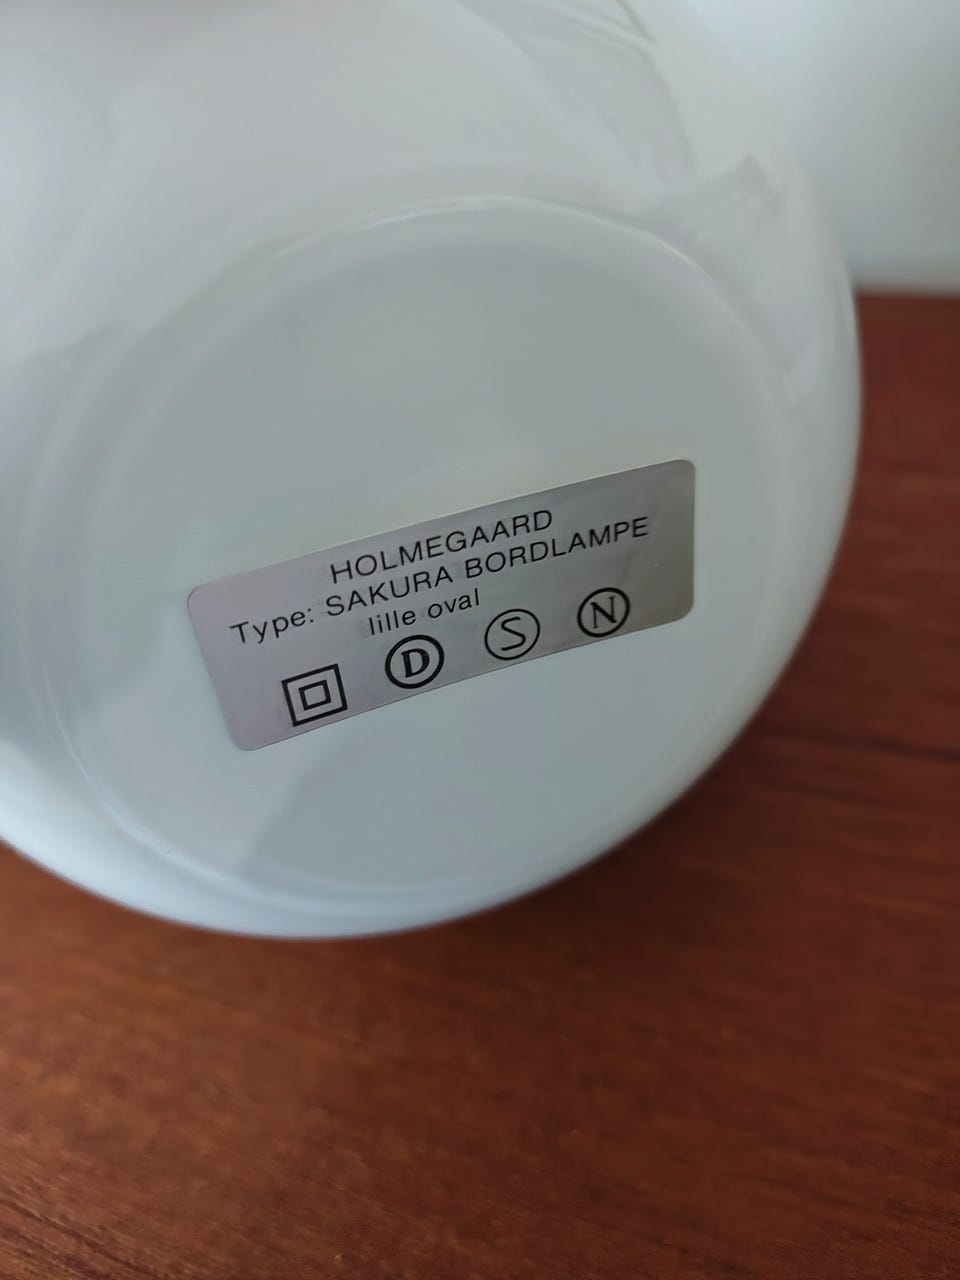 HOLMEGAARD
Type: SAKURA BORDLAMPE
lille oval
D S N